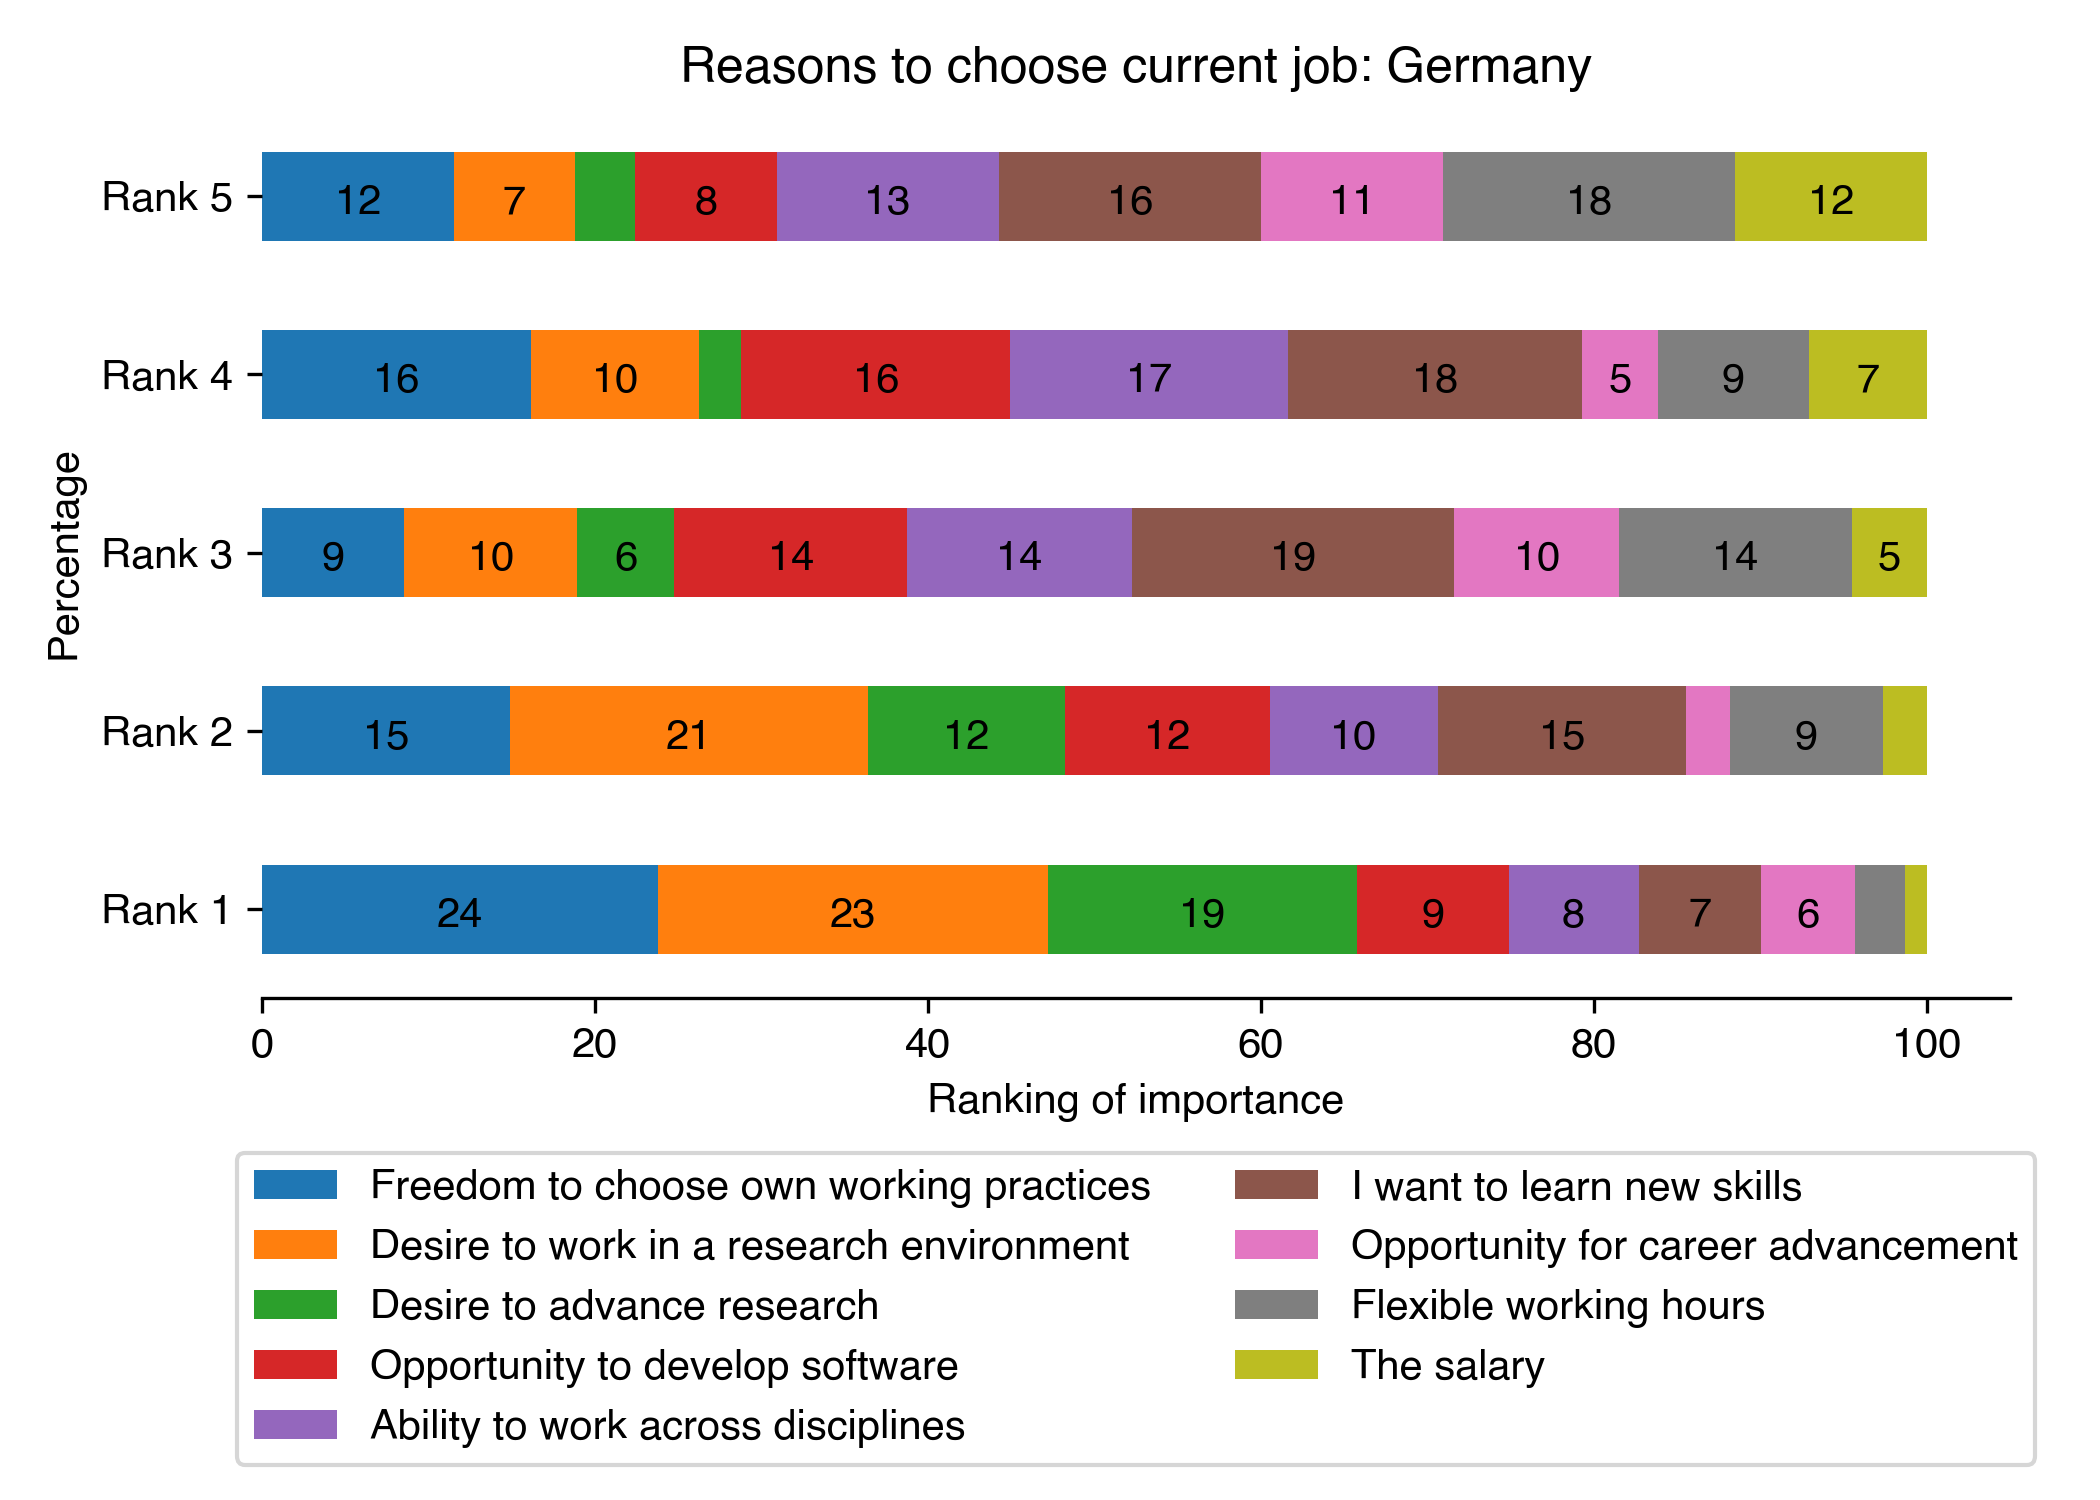 Reasons to choose current job: Germany
Rank 5 12 7 8 13 16 11 18 12
Rank 4 16 10 16 17 18 5 9 7
Percentage
Rank 3 9 10 6 14 14 19 10 14 5
Rank 2 15 21 12 12 10 15 9
Rank 1 24 23 19 9 8 7 6
0 20 40 60 80 100
Ranking of importance
Freedom to choose own working practices
Desire to work in a research environment
Desire to advance research
Opportunity to develop software
Ability to work across disciplines
I want to learn new skills
Opportunity for career advancement
Flexible working hours
The salary